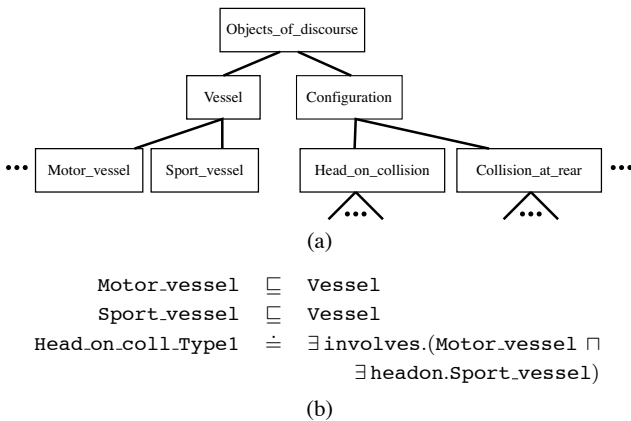 Objects_of_discourse
Vessel
Configuration
••• Motor_vessel
Sport_vessel
Head_on_collision
Collision_at_rear •••
•••
•••
(a)
Motor_vessel ⊑ Vessel
Sport_vessel ⊑ Vessel
Head_on_coll_Type1 ≐ ∃involves.(Motor_vessel ⊓
∃headon.Sport_vessel)
(b)